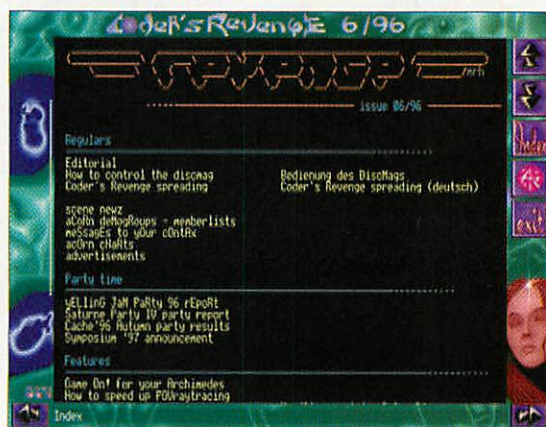 Coder's Revenge 6/96
revenge
/mrh
issue 06/96
Regulars
Editorial
How to control the discmag Bedienung des DiscMags
Coder's Revenge spreading Coder's Revenge spreading (deutsch)
scene newz
aCoRn deMogRoups - memberlists
meSsagEs to yOur cOntAx
acOrn cHaRts
advertisements
Party time
yELlinG JaM PaRty 96 rEpoRt
Saturne Party IV party report
Cache'96 Autumn party results
Symposium '97 announcement
Features
Game On! for your Archimedes
How to speed up POVraytracing
Index
exit
Index